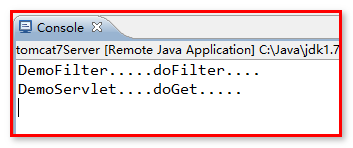 Console
tomcat7Server [Remote Java Application] C:\Java\jdk1.7
DemoFilter.....doFilter....
DemoServlet....doGet.....